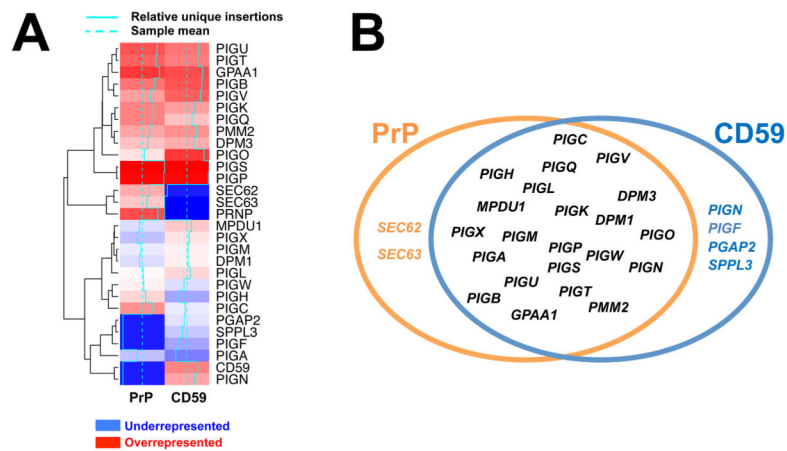 A
Relative unique insertions
Sample mean
PIGU
PIGT
GPAA1
PIGB
PIGV
PIGK
PIGQ
PMM2
DPM3
PIGO
PIGS
PIGP
SEC62
SEC63
PRNP
MPDU1
PIGX
PIGM
DPM1
PIGL
PIGW
PIGH
PIGC
PGAP2
SPPL3
PIGF
PIGA
CD59
PIGN
PrP CD59
Underrepresented
Overrepresented
B
PrP
CD59
PIGC
PIGV
PIGQ
PIGH
PIGL
DPM3
MPDU1
PIGK
DPM1
PIGX
PIGM
PIGO
PIGA
PIGP
PIGW
PIGS
PIGN
PIGU
PIGT
PIGB
PMM2
GPAA1
SEC62
SEC63
PIGN
PIGF
PGAP2
SPPL3